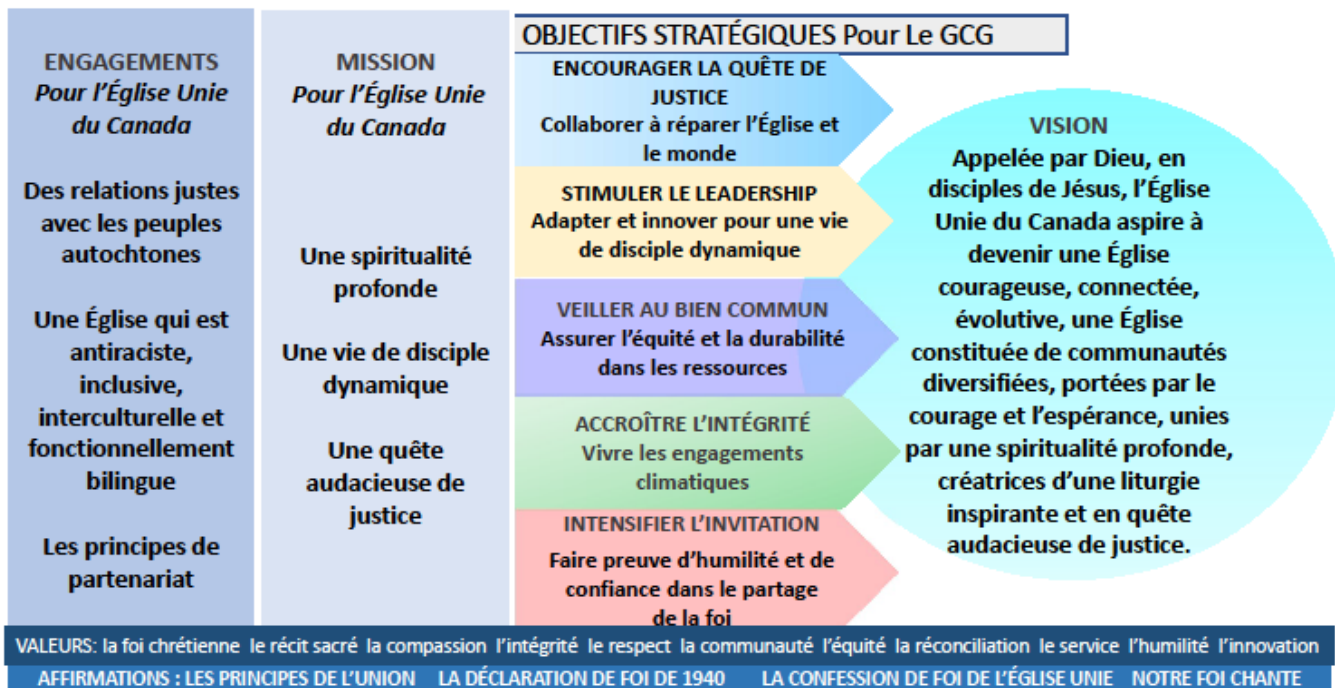 ENGAGEMENTS
Pour l'Église Unie
du Canada
Des relations justes
avec les peuples
autochtones
Une Église qui est
antiraciste,
inclusive,
interculturelle et
fonctionnellement
bilingue
Les principes de
partenariat
MISSION
Pour l'Église Unie
du Canada
Une spiritualité
profonde
Une vie de disciple
dynamique
Une quête
audacieuse de
justice
OBJECTIFS STRATÉGIQUES Pour Le GCG
ENCOURAGER LA QUÊTE DE
JUSTICE
Collaborer à réparer l'Église et
le monde
STIMULER LE LEADERSHIP
Adapter et innover pour une vie
de disciple dynamique
VEILLER AU BIEN COMMUN
Assurer l'équité et la durabilité
dans les ressources
ACCROÎTRE L'INTÉGRITÉ
Vivre les engagements
climatiques
INTENSIFIER L'INVITATION
Faire preuve d'humilité et de
confiance dans le partage
de la foi
VISION
Appelée par Dieu, en
disciples de Jésus, l'Église
Unie du Canada aspire à
devenir une Église
courageuse, connectée,
évolutive, une Église
constituée de communautés
diversifiées, portées par le
courage et l'espérance, unies
par une spiritualité profonde,
créatrices d'une liturgie
inspirante et en quête
audacieuse de justice.
VALEURS: la foi chrétienne le récit sacré la compassion l'intégrité le respect la communauté l'équité la réconciliation le service l'humilité l'innovation
AFFIRMATIONS : LES PRINCIPES DE L'UNION LA DÉCLARATION DE FOI DE 1940 LA CONFESSION DE FOI DE L'ÉGLISE UNIE NOTRE FOI CHANTE